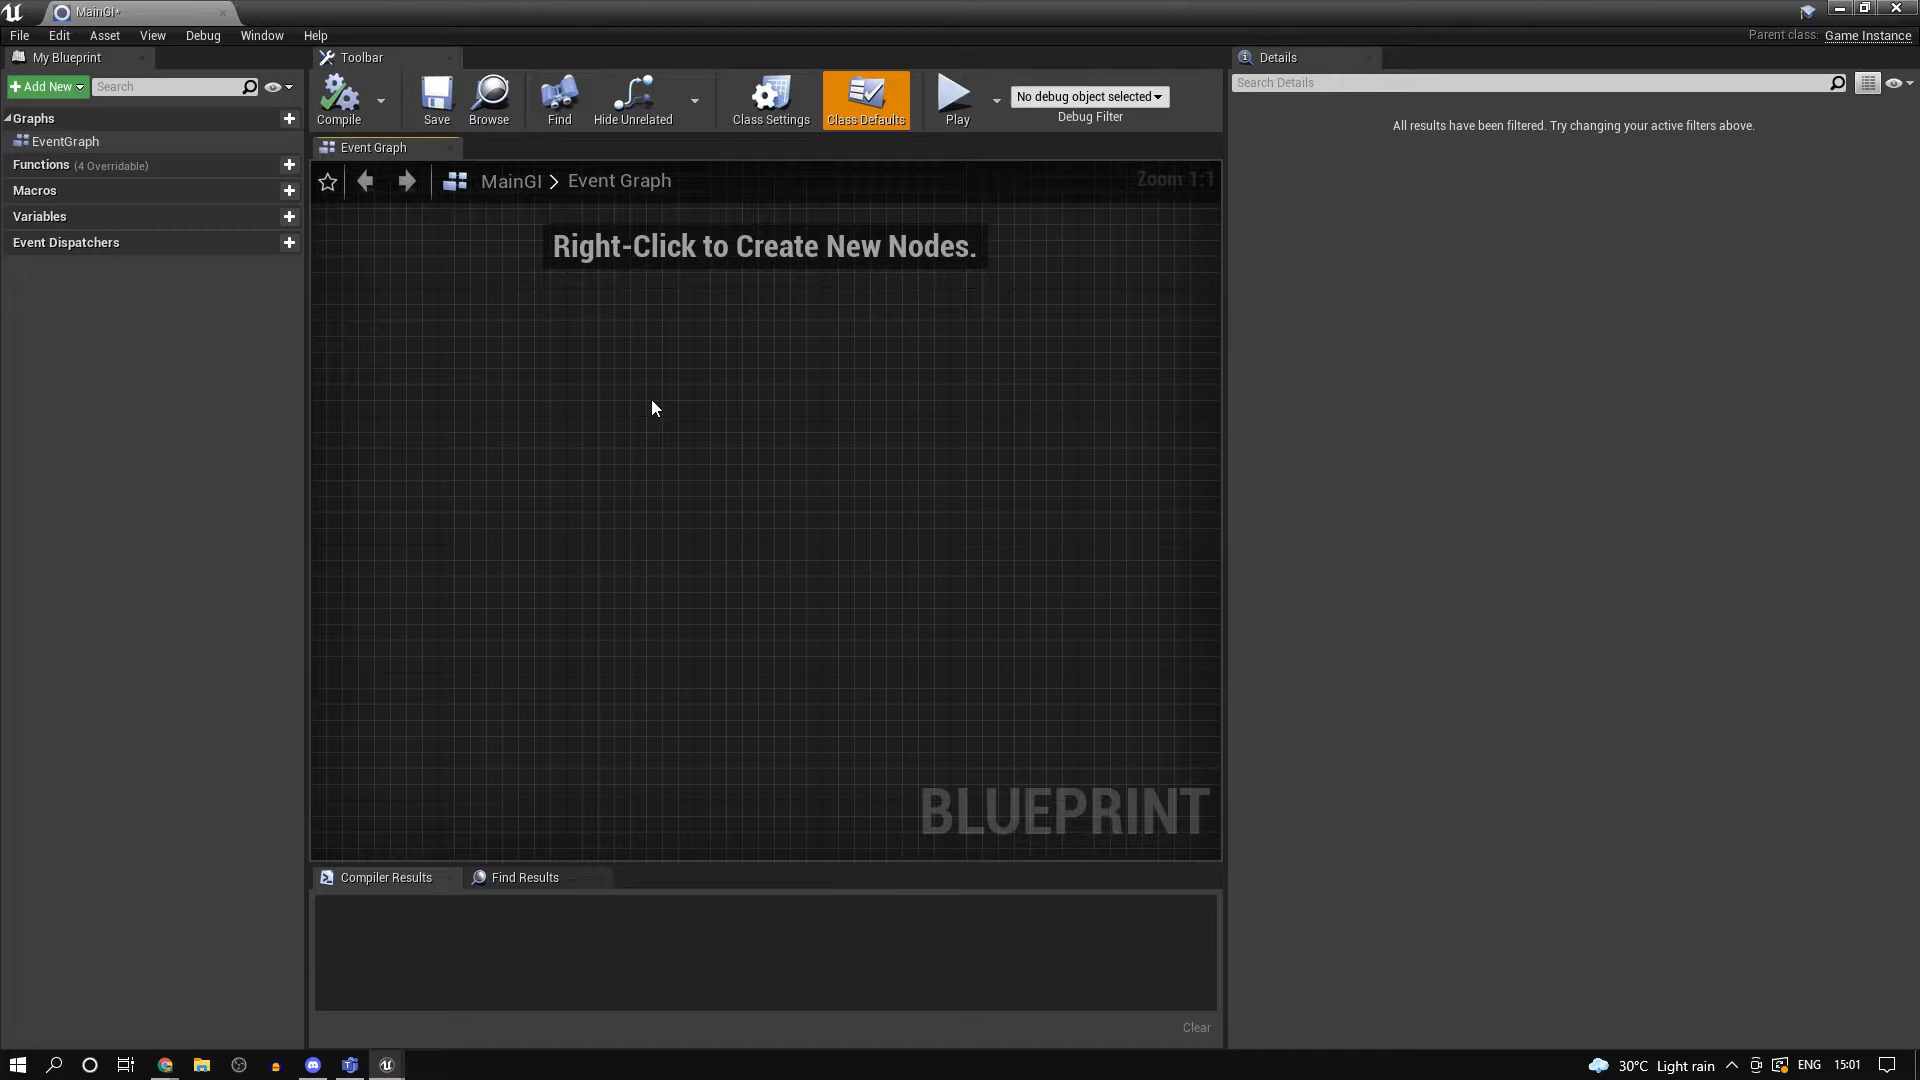 MainGI*
File Edit Asset View Debug Window Help
Parent class: Game Instance
My Blueprint
Toolbar
Details
+ Add New
Search
Search Details
Compile
Save
Browse
Find
Hide Unrelated
Class Settings
Class Defaults
Play
No debug object selected
Debug Filter
All results have been filtered. Try changing your active filters above.
Graphs
EventGraph
Functions (4 Overridable)
Macros
Variables
Event Dispatchers
Event Graph
MainGI > Event Graph
Zoom 1:1
Right-Click to Create New Nodes.
BLUEPRINT
Compiler Results
Find Results
Clear
30°C Light rain
ENG
15:01